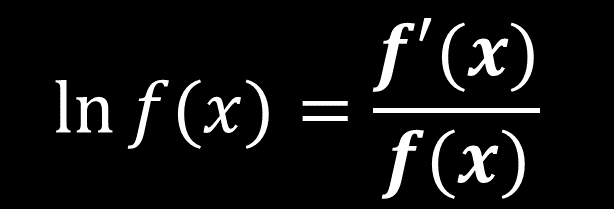 ln f(x) = f'(x) / f(x)